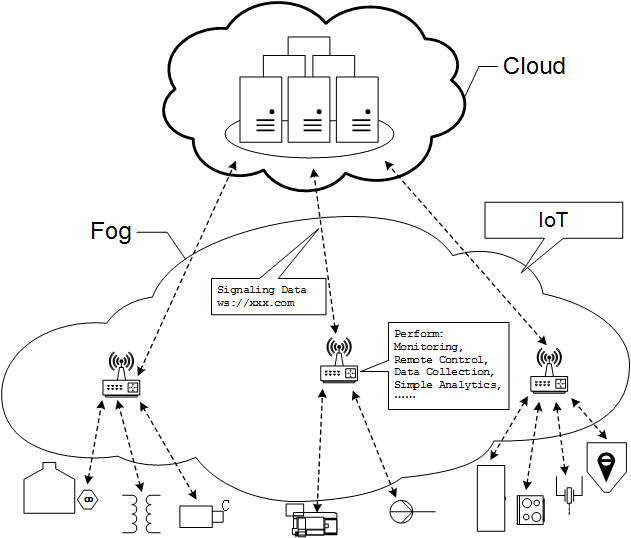 Cloud
Fog
IoT
Signaling Data
ws://xxx.com
Perform:
Monitoring,
Remote Control,
Data Collection,
Simple Analytics,
……
C